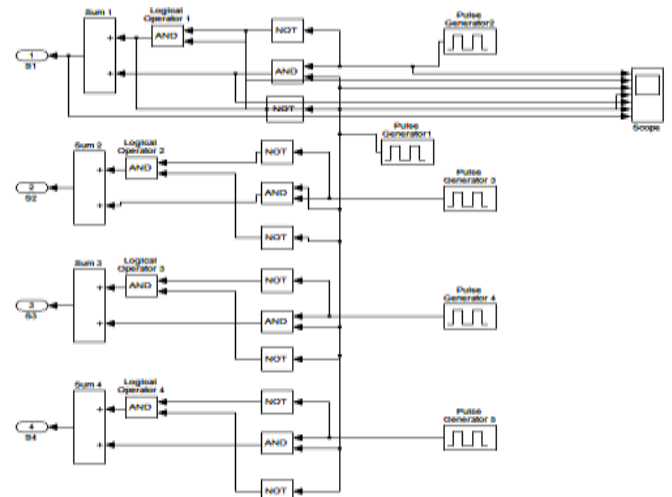 Sum 1
Logical
Operator 1
AND
NOT
AND
NOT
Pulse
Generator2
1
S1
Scope
Pulse
Generator1
Sum 2
Logical
Operator 2
AND
NOT
AND
NOT
Pulse
Generator 3
2
S2
Sum 3
Logical
Operator 3
AND
NOT
AND
NOT
Pulse
Generator 4
3
S3
Sum 4
Logical
Operator 4
AND
NOT
AND
NOT
Pulse
Generator 5
4
S4